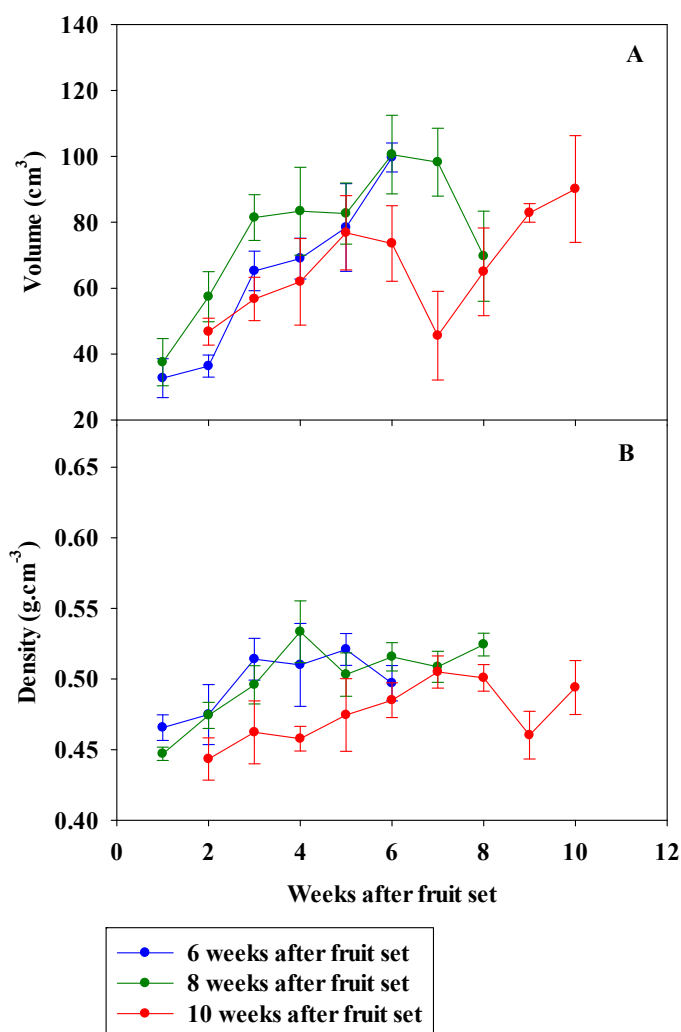 140
A
120
100
80
60
40
20
Volume (cm³)
B
0.65
0.60
0.55
0.50
0.45
0.40
Density (g.cm⁻³)
0 2 4 6 8 10 12
Weeks after fruit set
6 weeks after fruit set
8 weeks after fruit set
10 weeks after fruit set